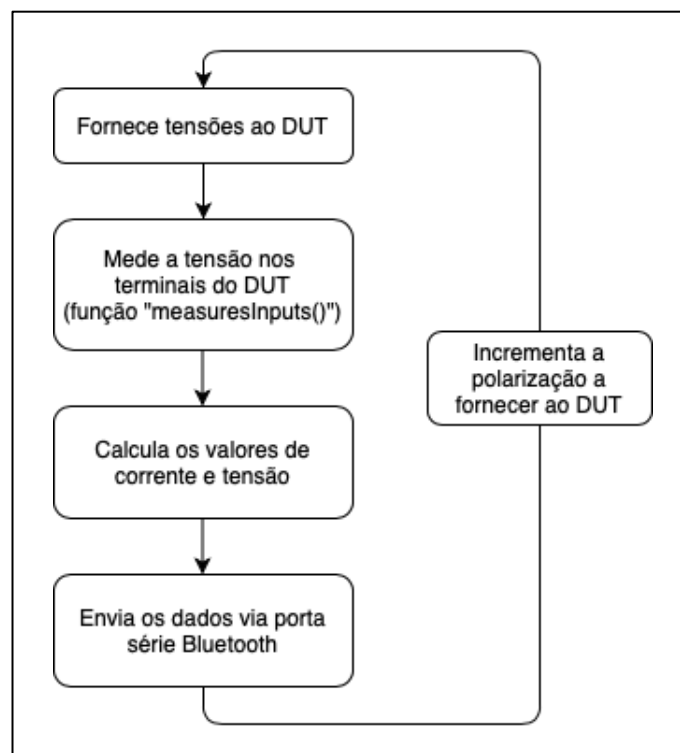 Fornece tensões ao DUT
Mede a tensão nos
terminais do DUT
(função "measuresInputs()")
Incrementa a
polarização a
fornecer ao DUT
Calcula os valores de
corrente e tensão
Envia os dados via porta
série Bluetooth